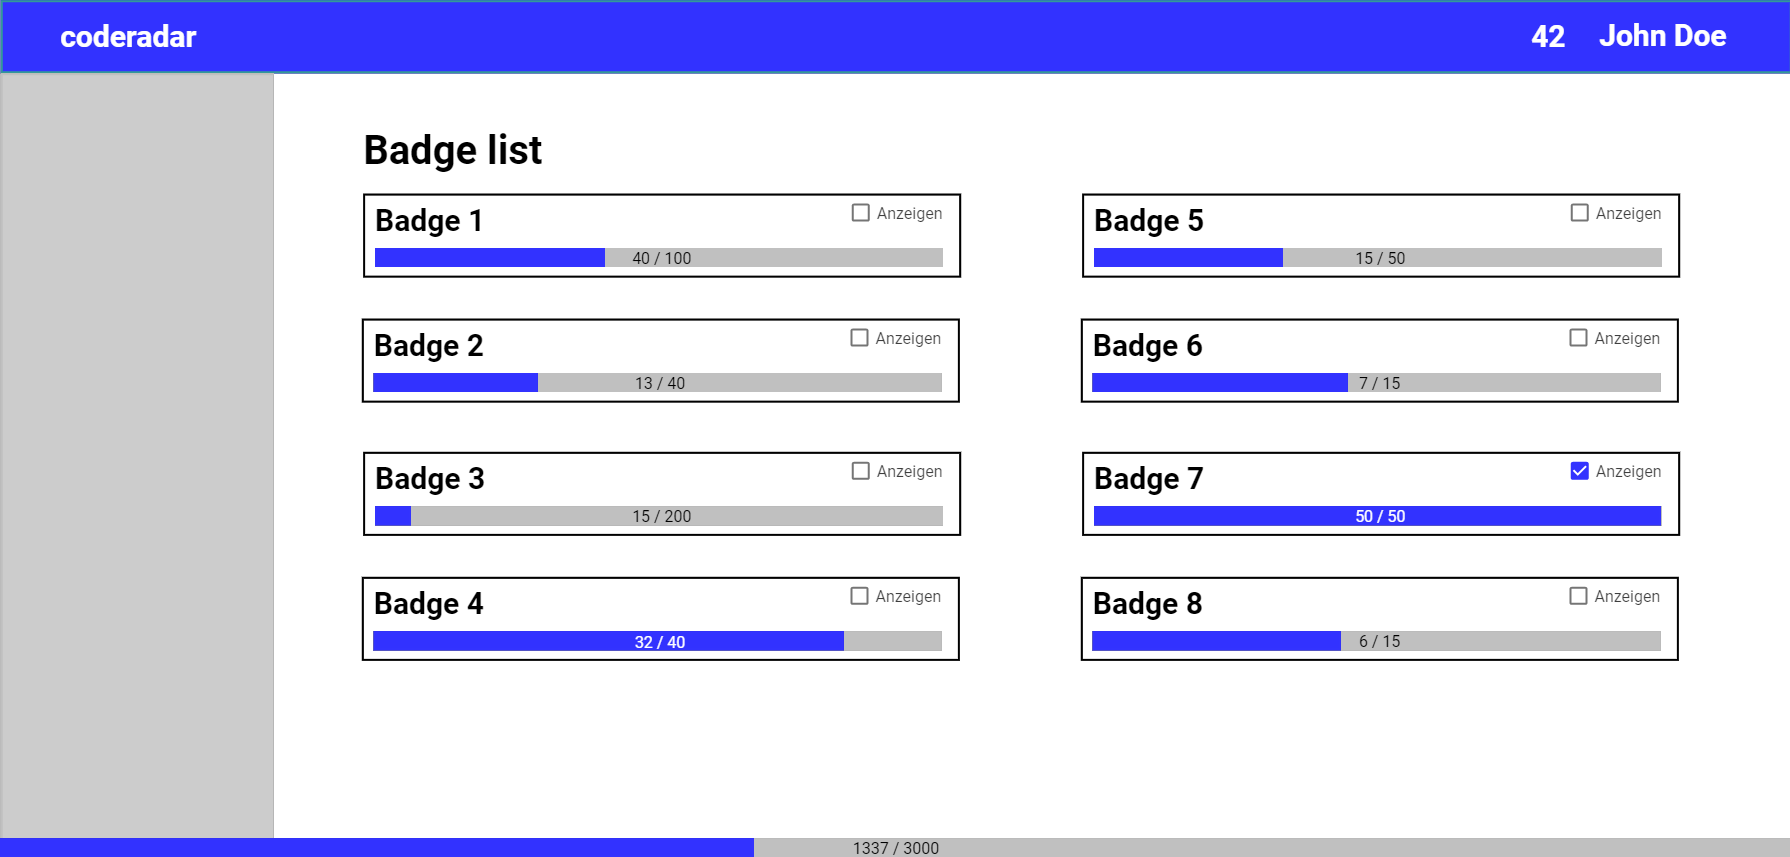 coderadar
42 John Doe
Badge list
Badge 1
Anzeigen
40 / 100
Badge 2
Anzeigen
13 / 40
Badge 3
Anzeigen
15 / 200
Badge 4
Anzeigen
32 / 40
Badge 5
Anzeigen
15 / 50
Badge 6
Anzeigen
7 / 15
Badge 7
Anzeigen
50 / 50
Badge 8
Anzeigen
6 / 15
1337 / 3000